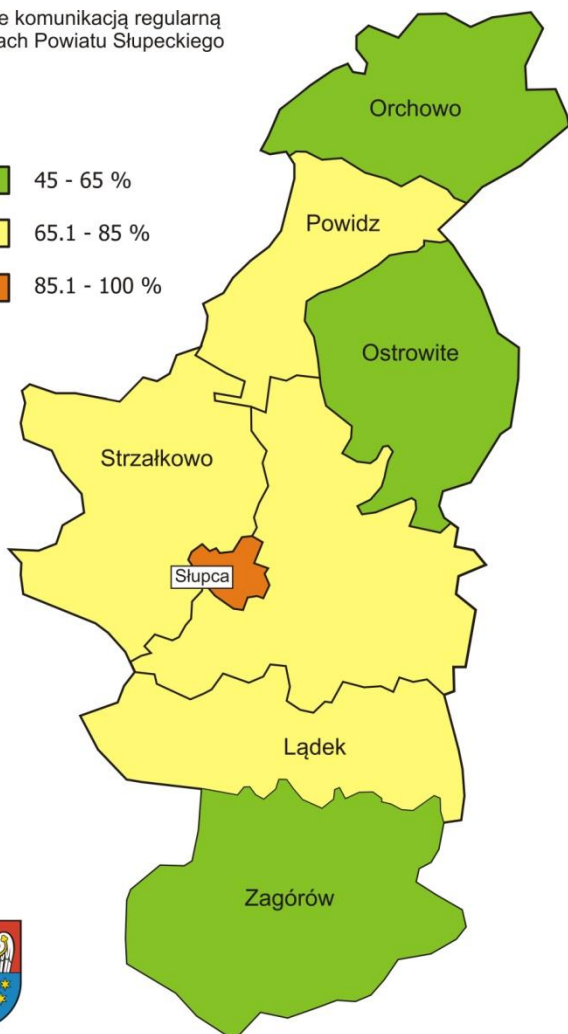 e komunikacją regularną
ach Powiatu Słupeckiego
45 - 65 %
65.1 - 85 %
85.1 - 100 %
Orchowo
Powidz
Ostrowite
Strzałkowo
Słupca
Lądek
Zagórów